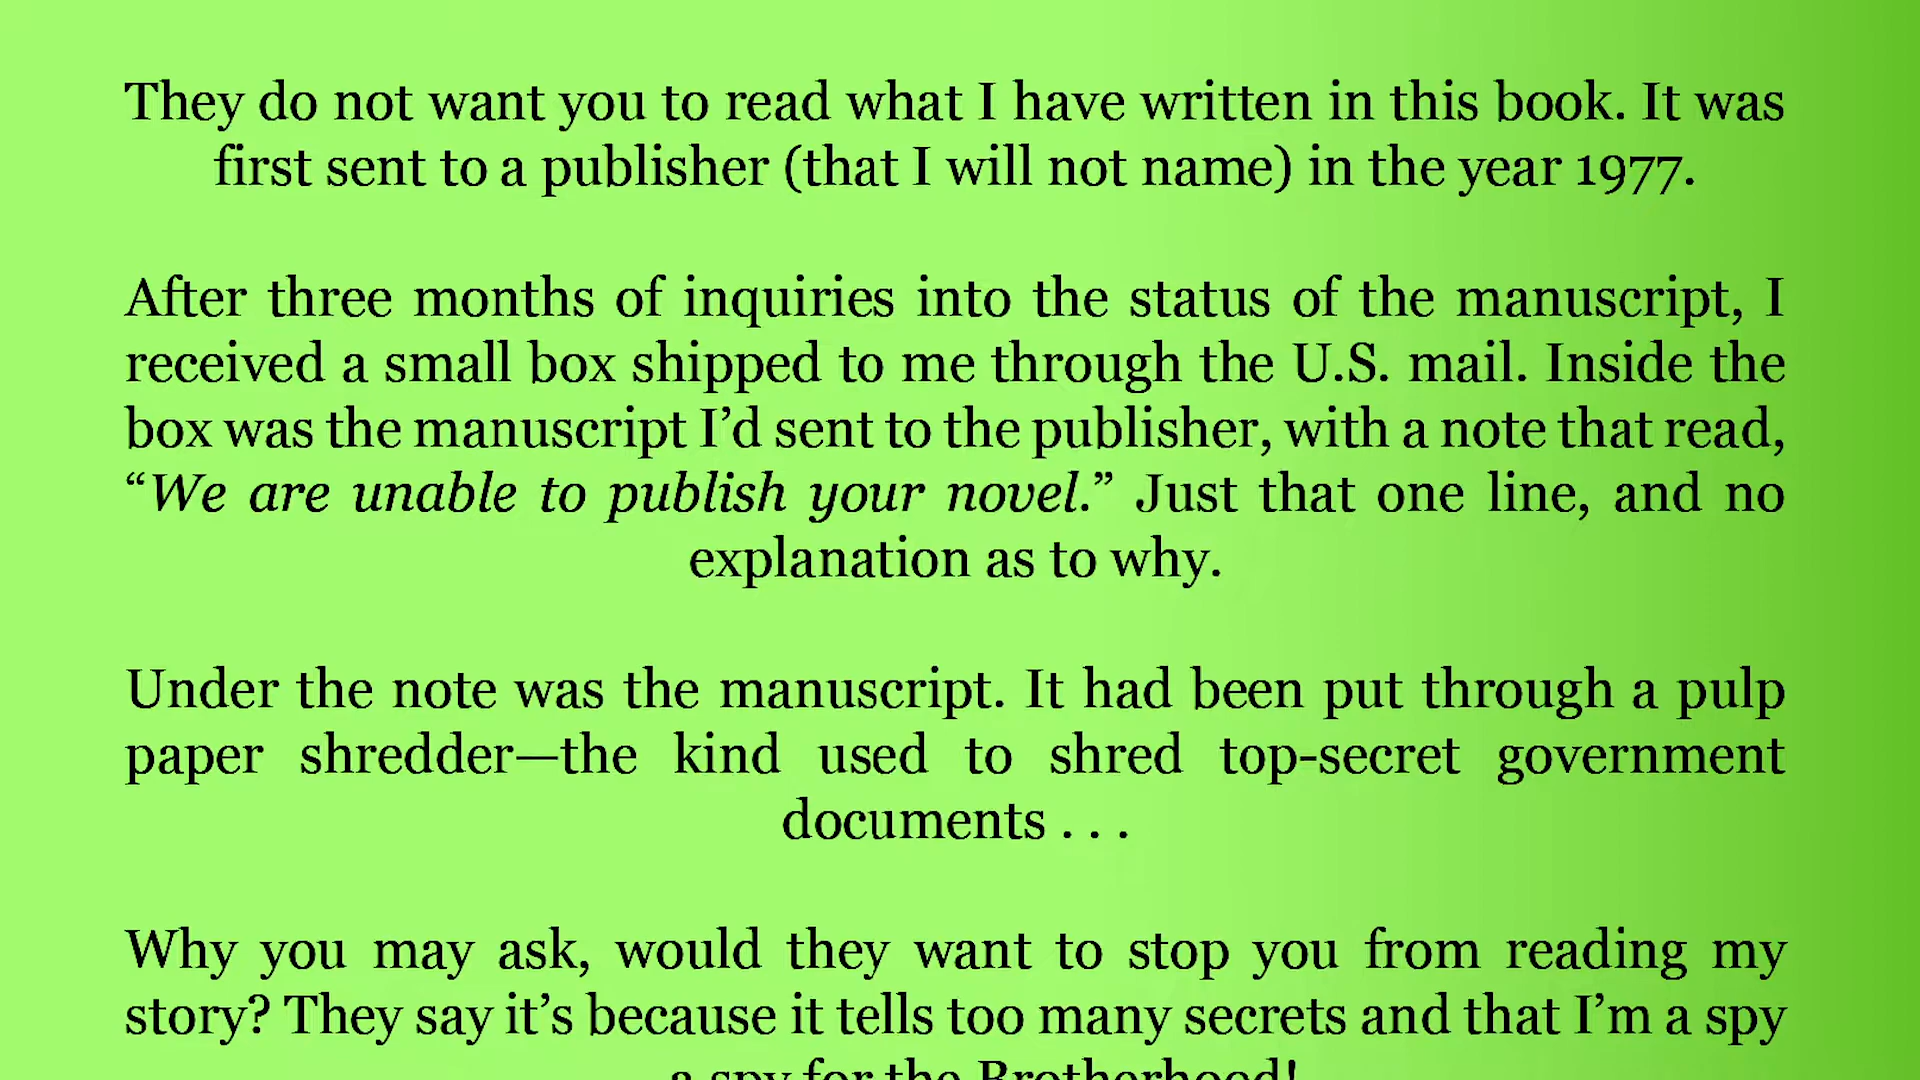 They do not want you to read what I have written in this book. It was
first sent to a publisher (that I will not name) in the year 1977.
After three months of inquiries into the status of the manuscript, I
received a small box shipped to me through the U.S. mail. Inside the
box was the manuscript I’d sent to the publisher, with a note that read,
“We are unable to publish your novel.” Just that one line, and no
explanation as to why.
Under the note was the manuscript. It had been put through a pulp
paper shredder—the kind used to shred top-secret government
documents . . .
Why you may ask, would they want to stop you from reading my
story? They say it’s because it tells too many secrets and that I’m a spy
a spy for the Brotherhood!